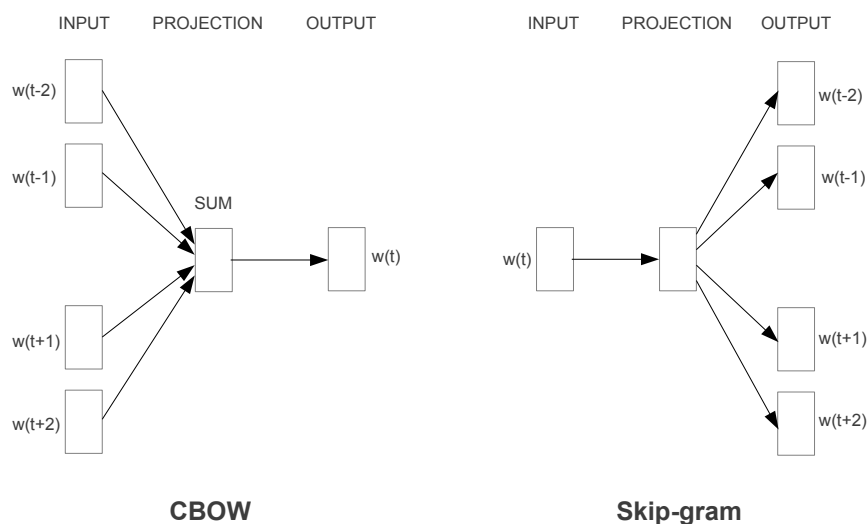 INPUT PROJECTION OUTPUT
w(t-2)
w(t-1)
SUM
w(t)
w(t+1)
w(t+2)
CBOW
INPUT PROJECTION OUTPUT
w(t-2)
w(t-1)
w(t)
w(t+1)
w(t+2)
Skip-gram